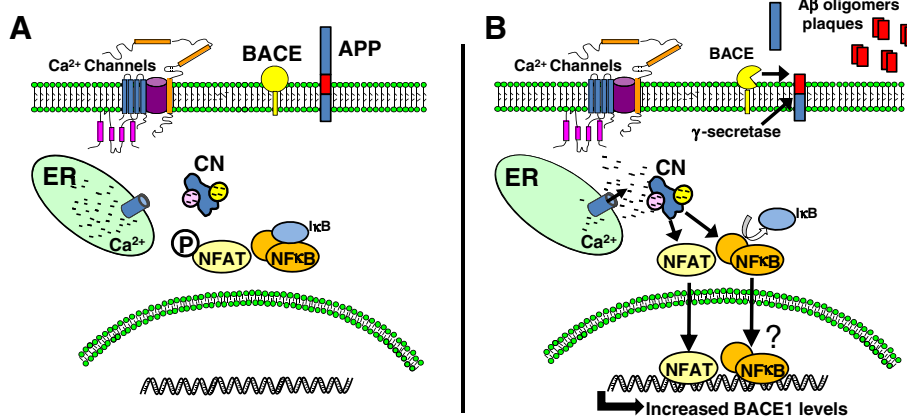 A
Ca²⁺ Channels
BACE
APP
ER
Ca²⁺
CN
P
NFAT
IκB
NFκB
B
Ca²⁺ Channels
BACE
Aβ oligomers
plaques
γ-secretase
ER
Ca²⁺
CN
IκB
NFAT
NFκB
?
NFAT
NFκB
Increased BACE1 levels